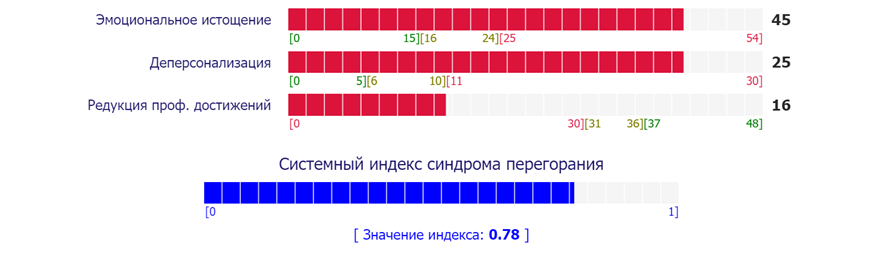 Эмоциональное истощение 45
[0 15][16 24][25 54]
Деперсонализация 25
[0 5][6 10][11 30]
Редукция проф. достижений 16
[0 30][31 36][37 48]
Системный индекс синдрома перегорания
[0 1]
[ Значение индекса: 0.78 ]